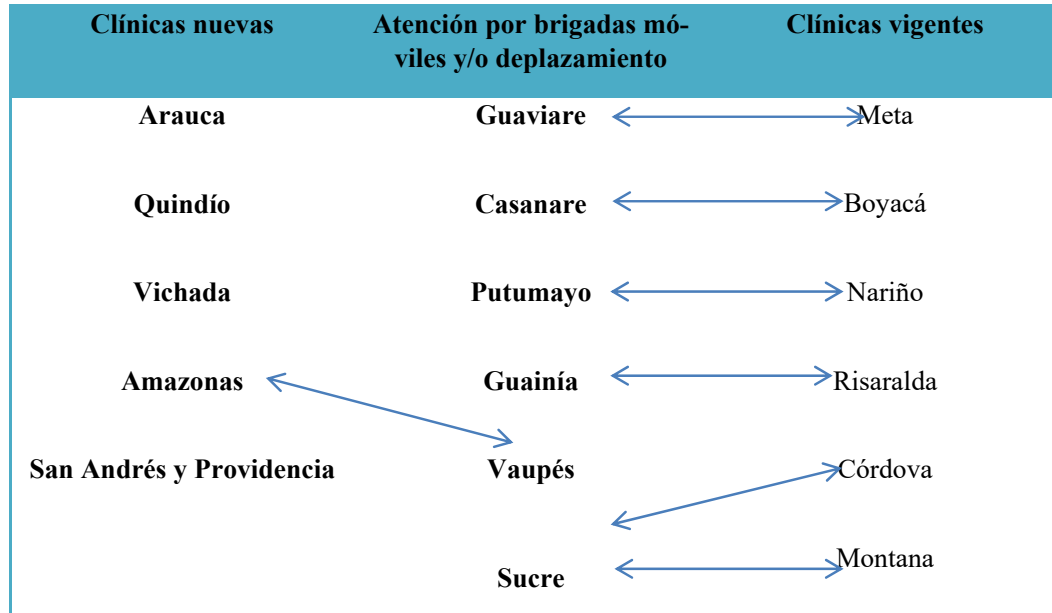 Clínicas nuevas Atención por brigadas mó- Clínicas vigentes
viles y/o deplazamiento
Arauca Guaviare Meta
Quindío Casanare Boyacá
Vichada Putumayo Nariño
Amazonas Guainía Risaralda
San Andrés y Providencia Vaupés Córdova
Montana
Sucre